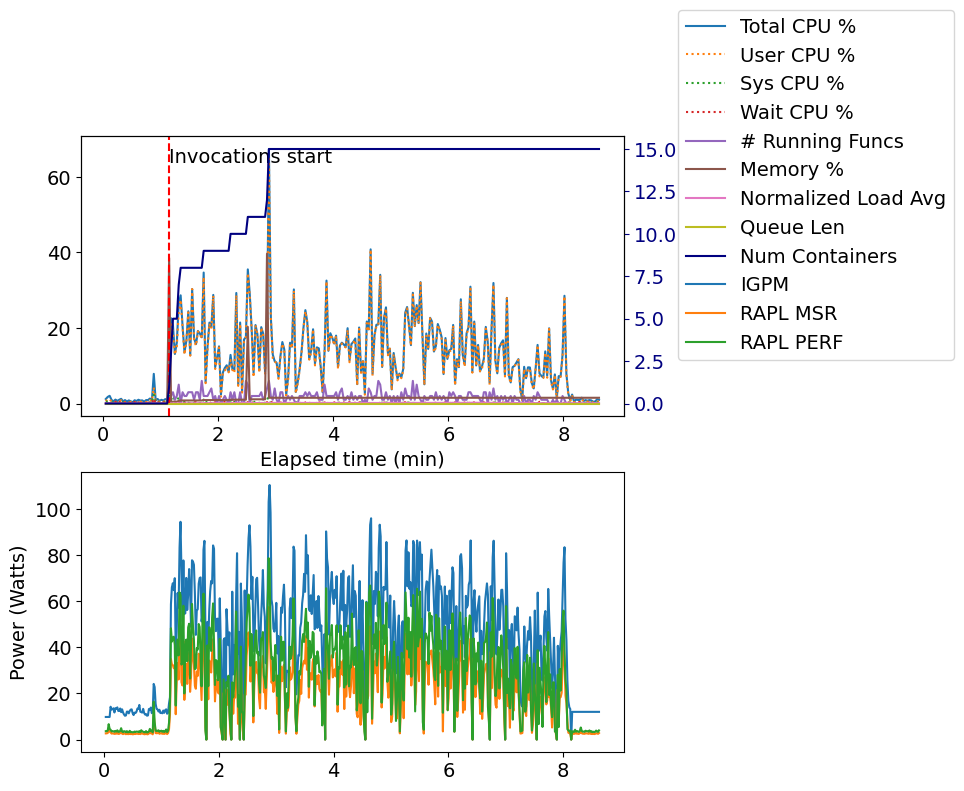 Total CPU %
User CPU %
Sys CPU %
Wait CPU %
# Running Funcs
Memory %
Normalized Load Avg
Queue Len
Num Containers
IGPM
RAPL MSR
RAPL PERF
Invocations start
60
40
20
0
15.0
12.5
10.0
7.5
5.0
2.5
0.0
0 2 4 6 8
Elapsed time (min)
Power (Watts)
100
80
60
40
20
0
0 2 4 6 8